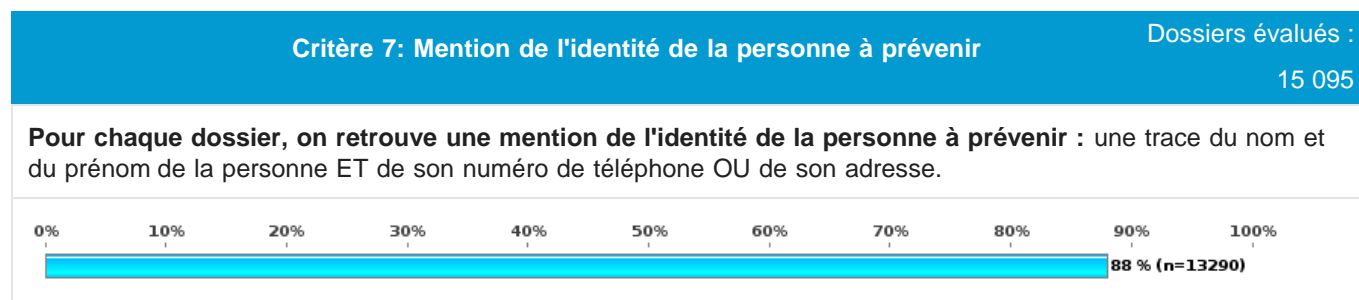 Critère 7: Mention de l'identité de la personne à prévenir
Dossiers évalués :
15 095
Pour chaque dossier, on retrouve une mention de l'identité de la personne à prévenir : une trace du nom et
du prénom de la personne ET de son numéro de téléphone OU de son adresse.
0% 10% 20% 30% 40% 50% 60% 70% 80% 90% 100%
88 % (n=13290)